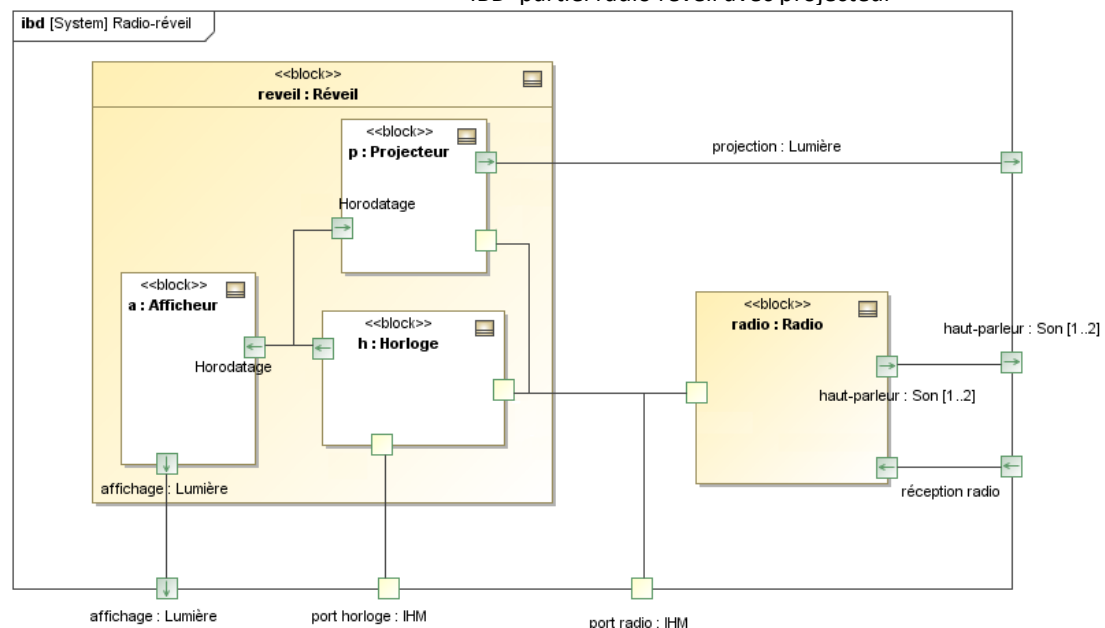 IBD partiel radio réveil avec projecteur
ibd [System] Radio-réveil
<<block>>
reveil : Réveil
<<block>>
p : Projecteur
projection : Lumière
Horodatage
<<block>>
a : Afficheur
<<block>>
h : Horloge
<<block>>
radio : Radio
haut-parleur : Son [1..2]
Horodatage
haut-parleur : Son [1..2]
affichage : Lumière
réception radio
affichage : Lumière
port horloge : IHM
port radio : IHM